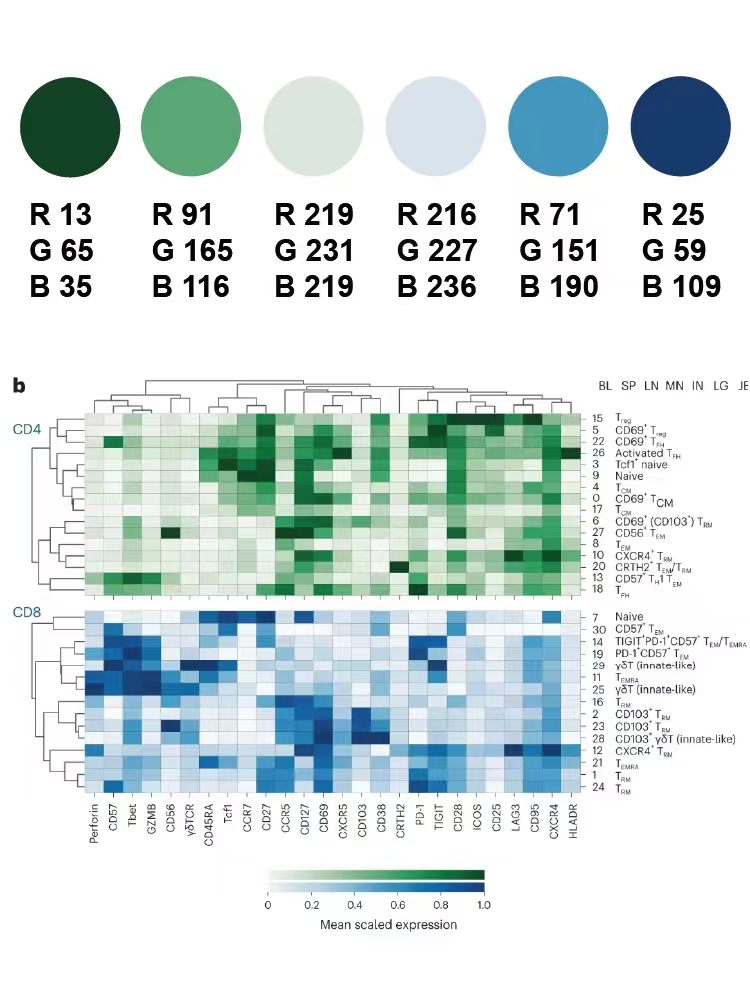 R 13 R 91 R 219 R 216 R 71 R 25
G 65 G 165 G 231 G 227 G 151 G 59
B 35 B 116 B 219 B 236 B 190 B 109
b
BL SP LN MN IN LG JE
CD4
15 Treg
5 CD69+ Treg
22 CD69+ TFH
26 Activated TFH
3 Tcf1+ naive
9 Naive
4 TCM
0 CD69+ TCM
17 TCM
6 CD69+ (CD103+) TRM
27 CD56+ TEM
8 TEM
10 CXCR4+ TRM
20 CRTH2+ TEM/TRM
13 CD57+ TH1 TEM
18 TFH
CD8
7 Naive
30 CD57+ TEM
14 TIGIT+PD-1+CD57+ TEM/TEMRA
19 PD-1+CD57+ TEM
29 γδT (innate-like)
11 TEMRA
25 γδT (innate-like)
16 TRM
2 CD103+ TRM
23 CD103+ TRM
28 CD103+ γδT (innate-like)
12 CXCR4+ TRM
21 TEMRA
1 TRM
24 TRM
Perforin
CD57
Tbet
GZMB
CD56
γδTCR
CD45RA
Tcf1
CCR7
CD27
CCR5
CD127
CD69
CXCR5
CD103
CD38
CRTH2
PD-1
TIGIT
CD28
ICOS
CD25
LAG3
CD95
CXCR4
HLADR
0 0.2 0.4 0.6 0.8 1.0
Mean scaled expression